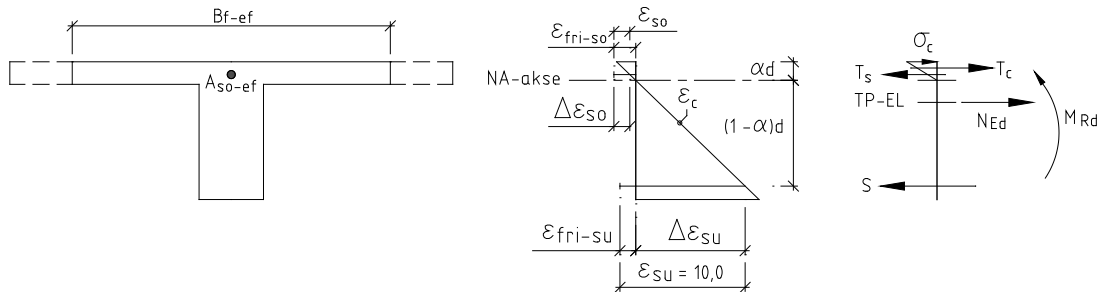 Bf-ef
Aso-ef
εso
εfri-so
NA-akse
Δεso
εc
αd
(1-α)d
εfri-su
Δεsu
εsu = 10,0
σc
Ts
Tc
TP-EL
NEd
MRd
S